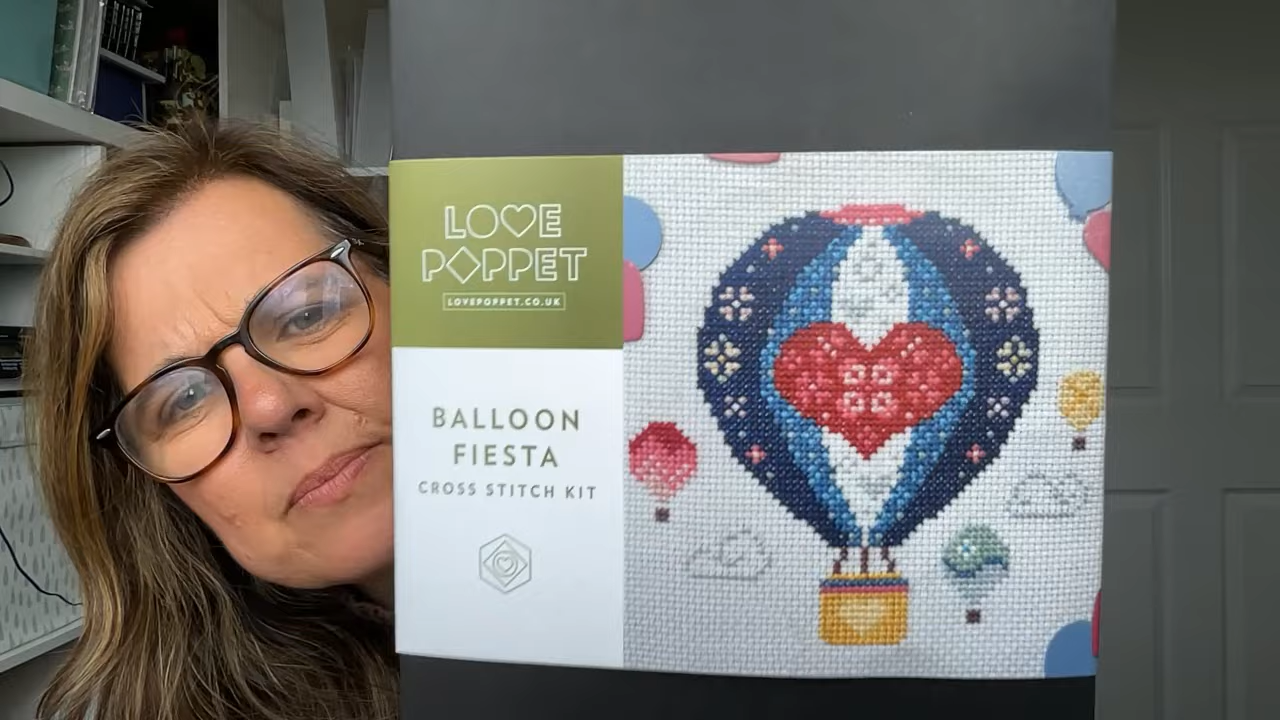 LOVE
POPPET
LOVEPOPPET.CO.UK
BALLOON
FIESTA
CROSS STITCH KIT